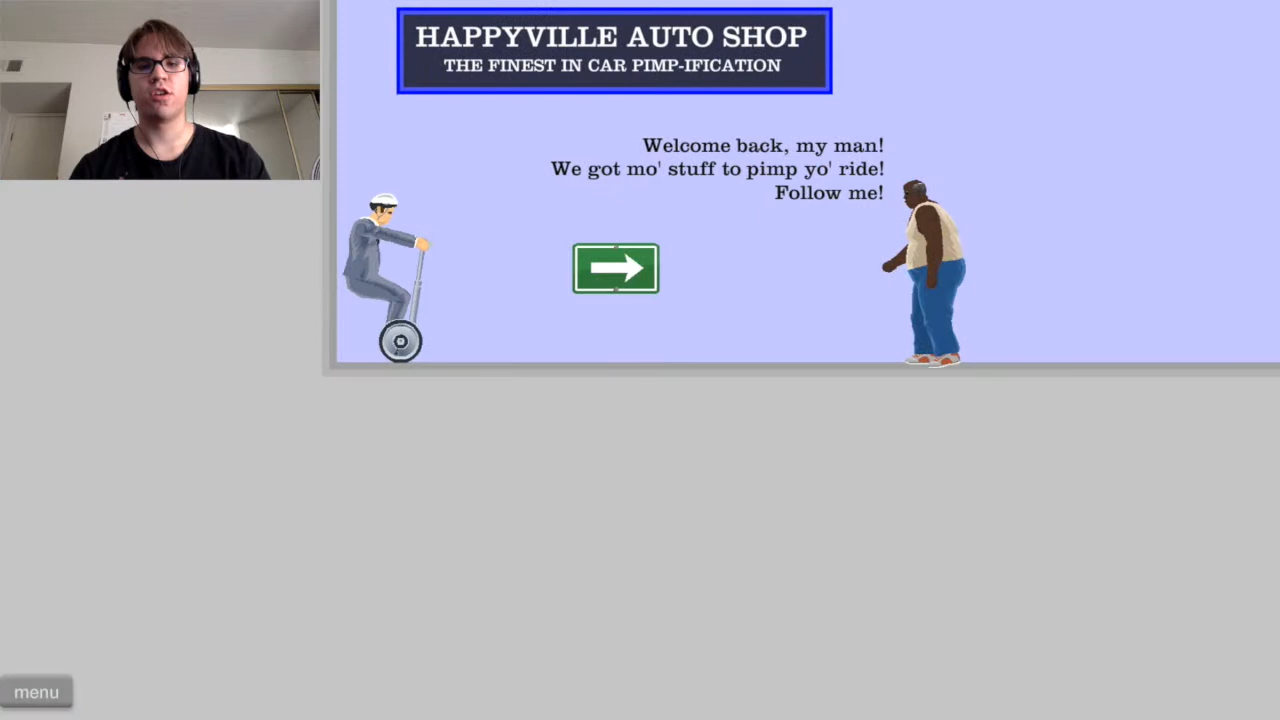 HAPPYVILLE AUTO SHOP
THE FINEST IN CAR PIMP-IFICATION
Welcome back, my man!
We got mo' stuff to pimp yo' ride!
Follow me!
menu